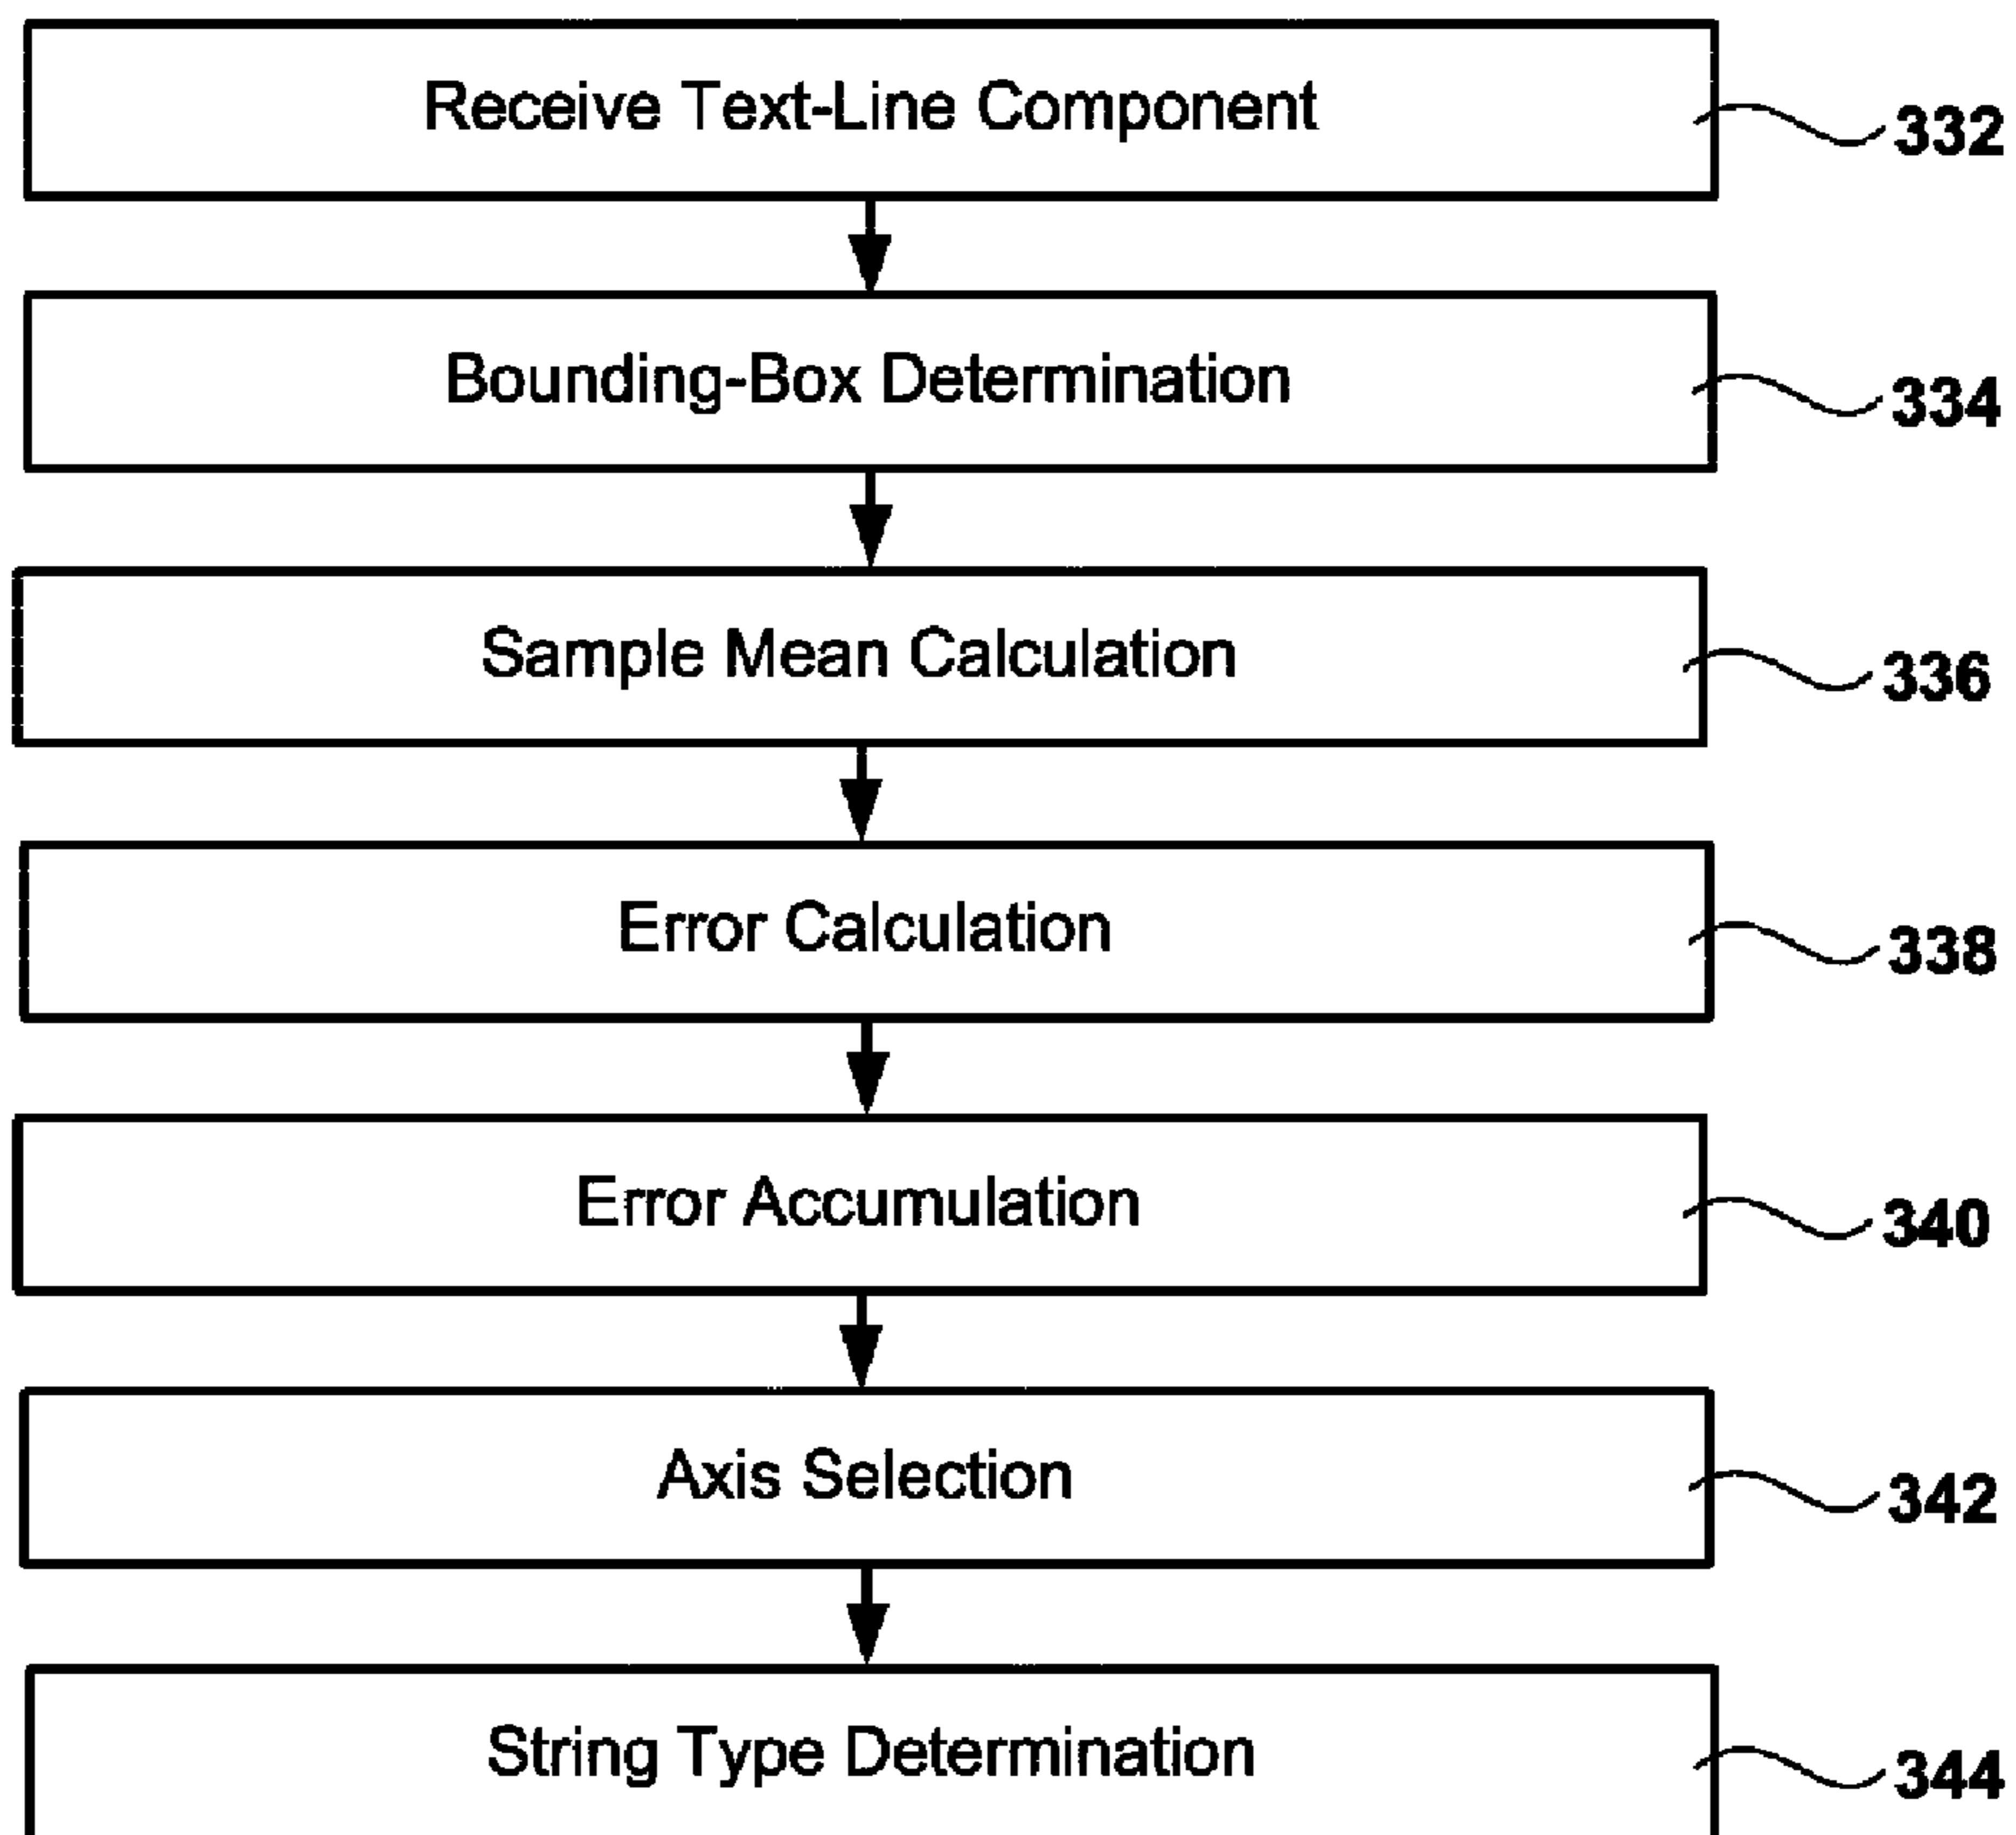 Receive Text-Line Component
332
Bounding-Box Determination
334
Sample Mean Calculation
336
Error Calculation
338
Error Accumulation
340
Axis Selection
342
String Type Determination
344